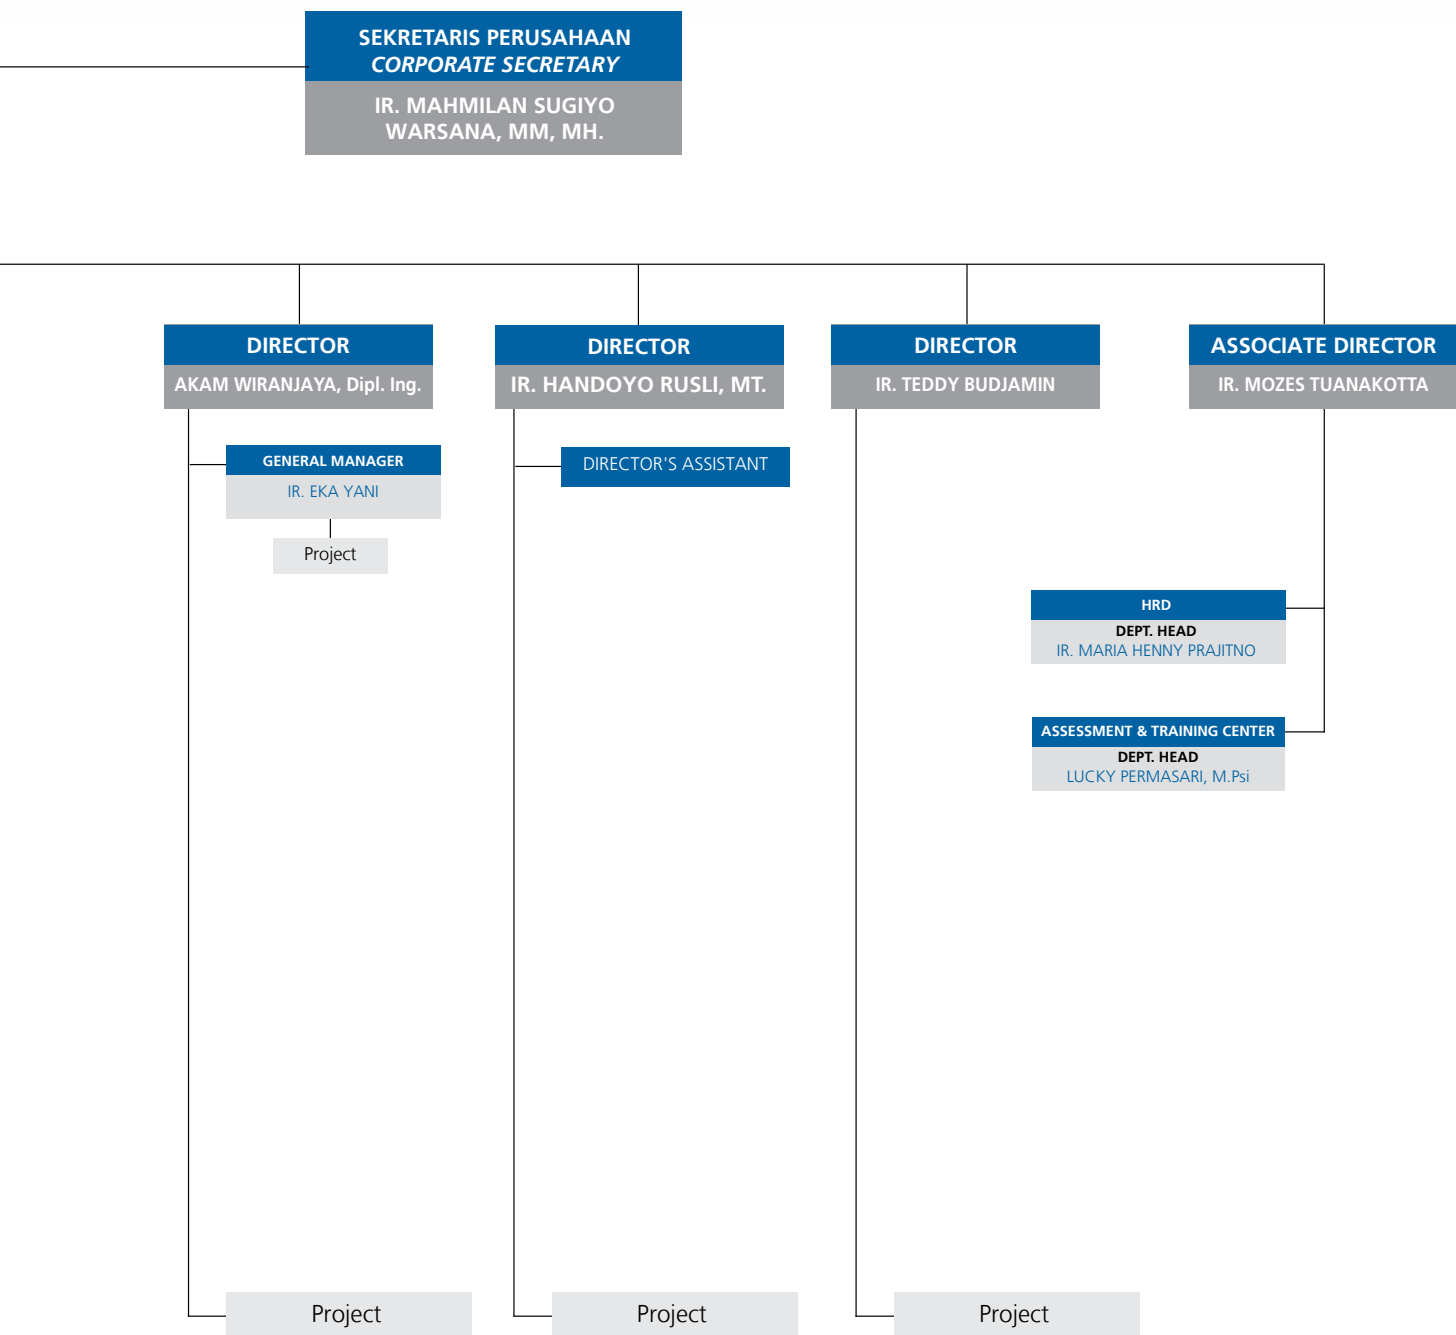 SEKRETARIS PERUSAHAAN
CORPORATE SECRETARY
IR. MAHMILAN SUGIYO
WARSANA, MM, MH.
DIRECTOR
AKAM WIRANJAYA, Dipl. Ing.
DIRECTOR
IR. HANDOYO RUSLI, MT.
DIRECTOR
IR. TEDDY BUDJAMIN
ASSOCIATE DIRECTOR
IR. MOZES TUANAKOTTA
GENERAL MANAGER
IR. EKA YANI
Project
DIRECTOR'S ASSISTANT
HRD
DEPT. HEAD
IR. MARIA HENNY PRAJITNO
ASSESSMENT & TRAINING CENTER
DEPT. HEAD
LUCKY PERMASARI, M.Psi
Project
Project
Project